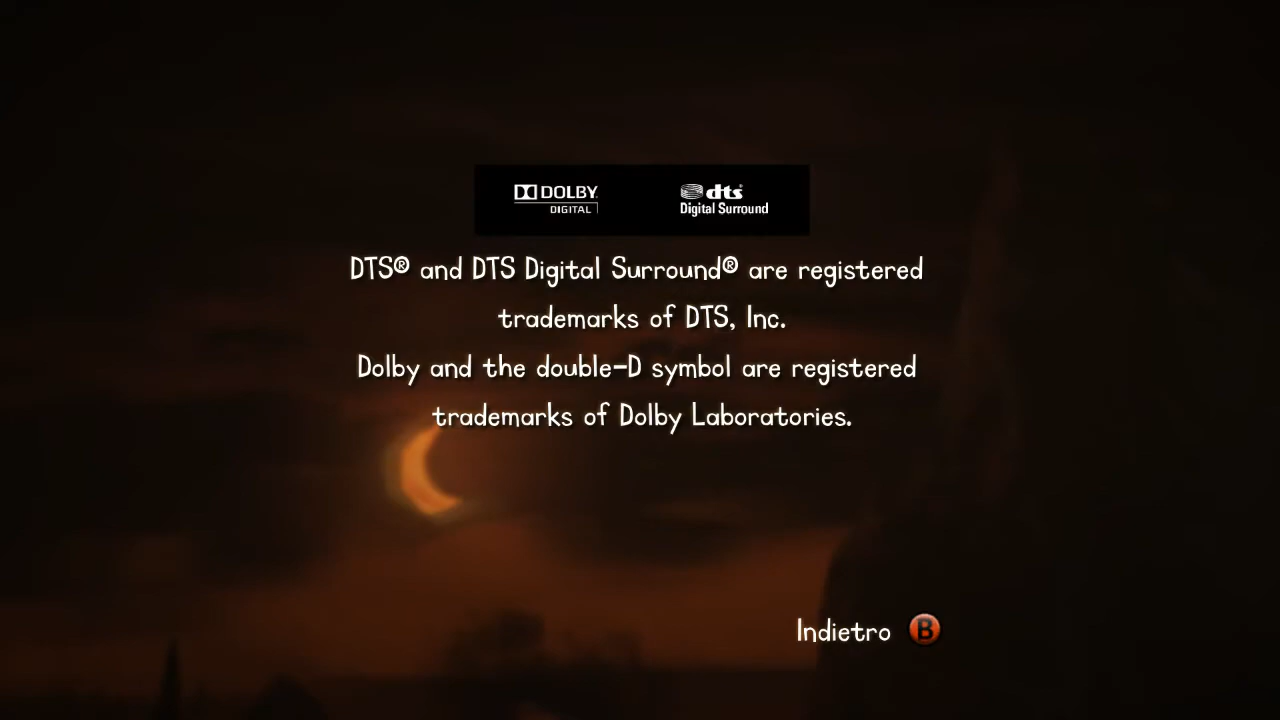 DOLBY dts
DIGITAL Digital Surround
DTS® and DTS Digital Surround® are registered
trademarks of DTS, Inc.
Dolby and the double-D symbol are registered
trademarks of Dolby Laboratories.
Indietro B